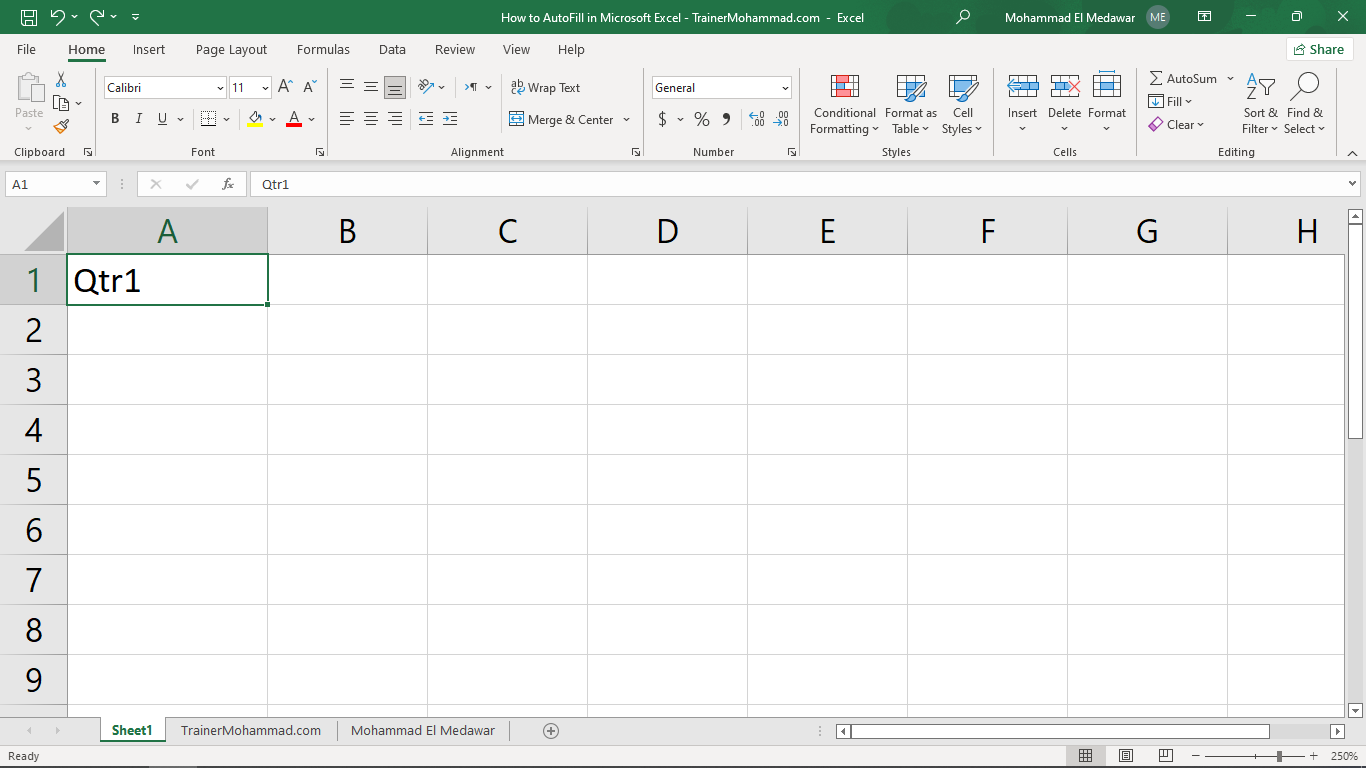 How to AutoFill in Microsoft Excel - TrainerMohammad.com - Excel
Mohammad El Medawar ME
File Home Insert Page Layout Formulas Data Review View Help Share
Paste
Clipboard
Calibri 11
B I U A
Font
ab Wrap Text
Merge & Center
Alignment
General
$ % 9 .00 .00
Number
Conditional Formatting
Format as Table
Cell Styles
Styles
Insert Delete Format
Cells
AutoSum
Fill
Clear
Sort & Filter
Find & Select
Editing
A1 fx Qtr1
A B C D E F G H
1 Qtr1
2
3
4
5
6
7
8
9
Sheet1 TrainerMohammad.com Mohammad El Medawar
Ready 250%